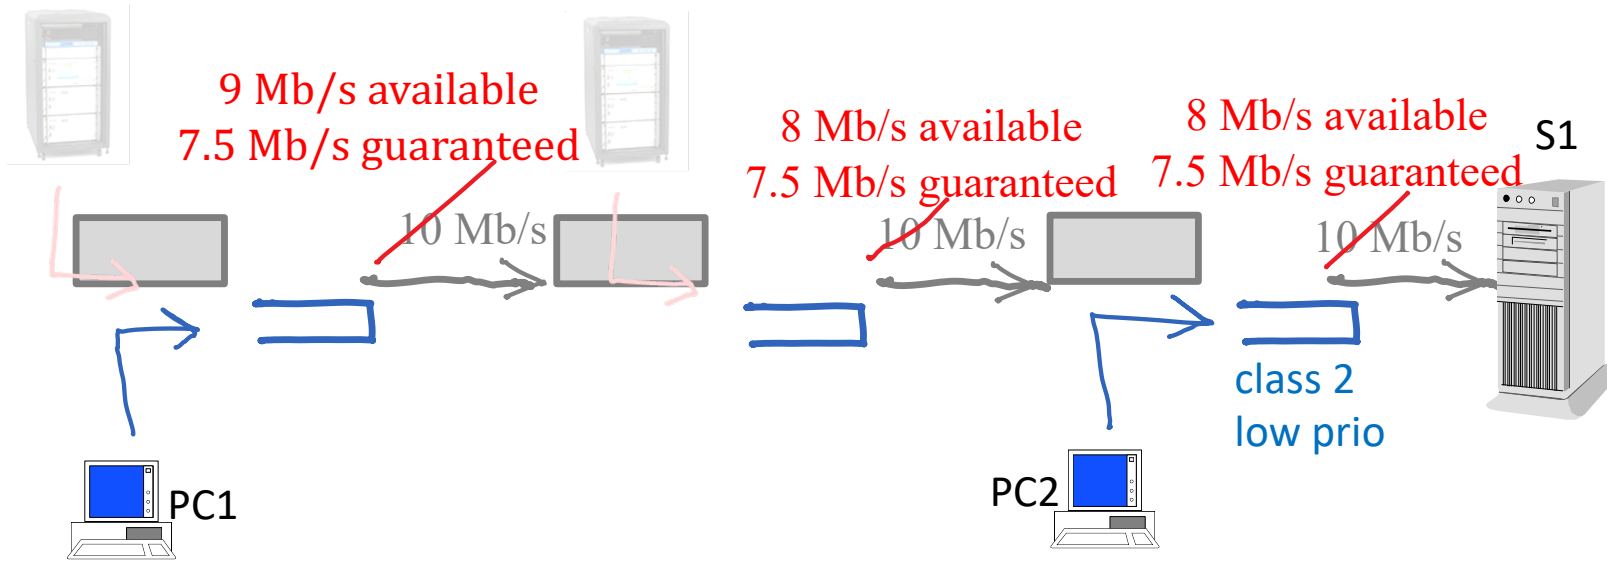 9 Mb/s available
7.5 Mb/s guaranteed
10 Mb/s
8 Mb/s available
7.5 Mb/s guaranteed
10 Mb/s
8 Mb/s available
7.5 Mb/s guaranteed
10 Mb/s
S1
class 2
low prio
PC1
PC2